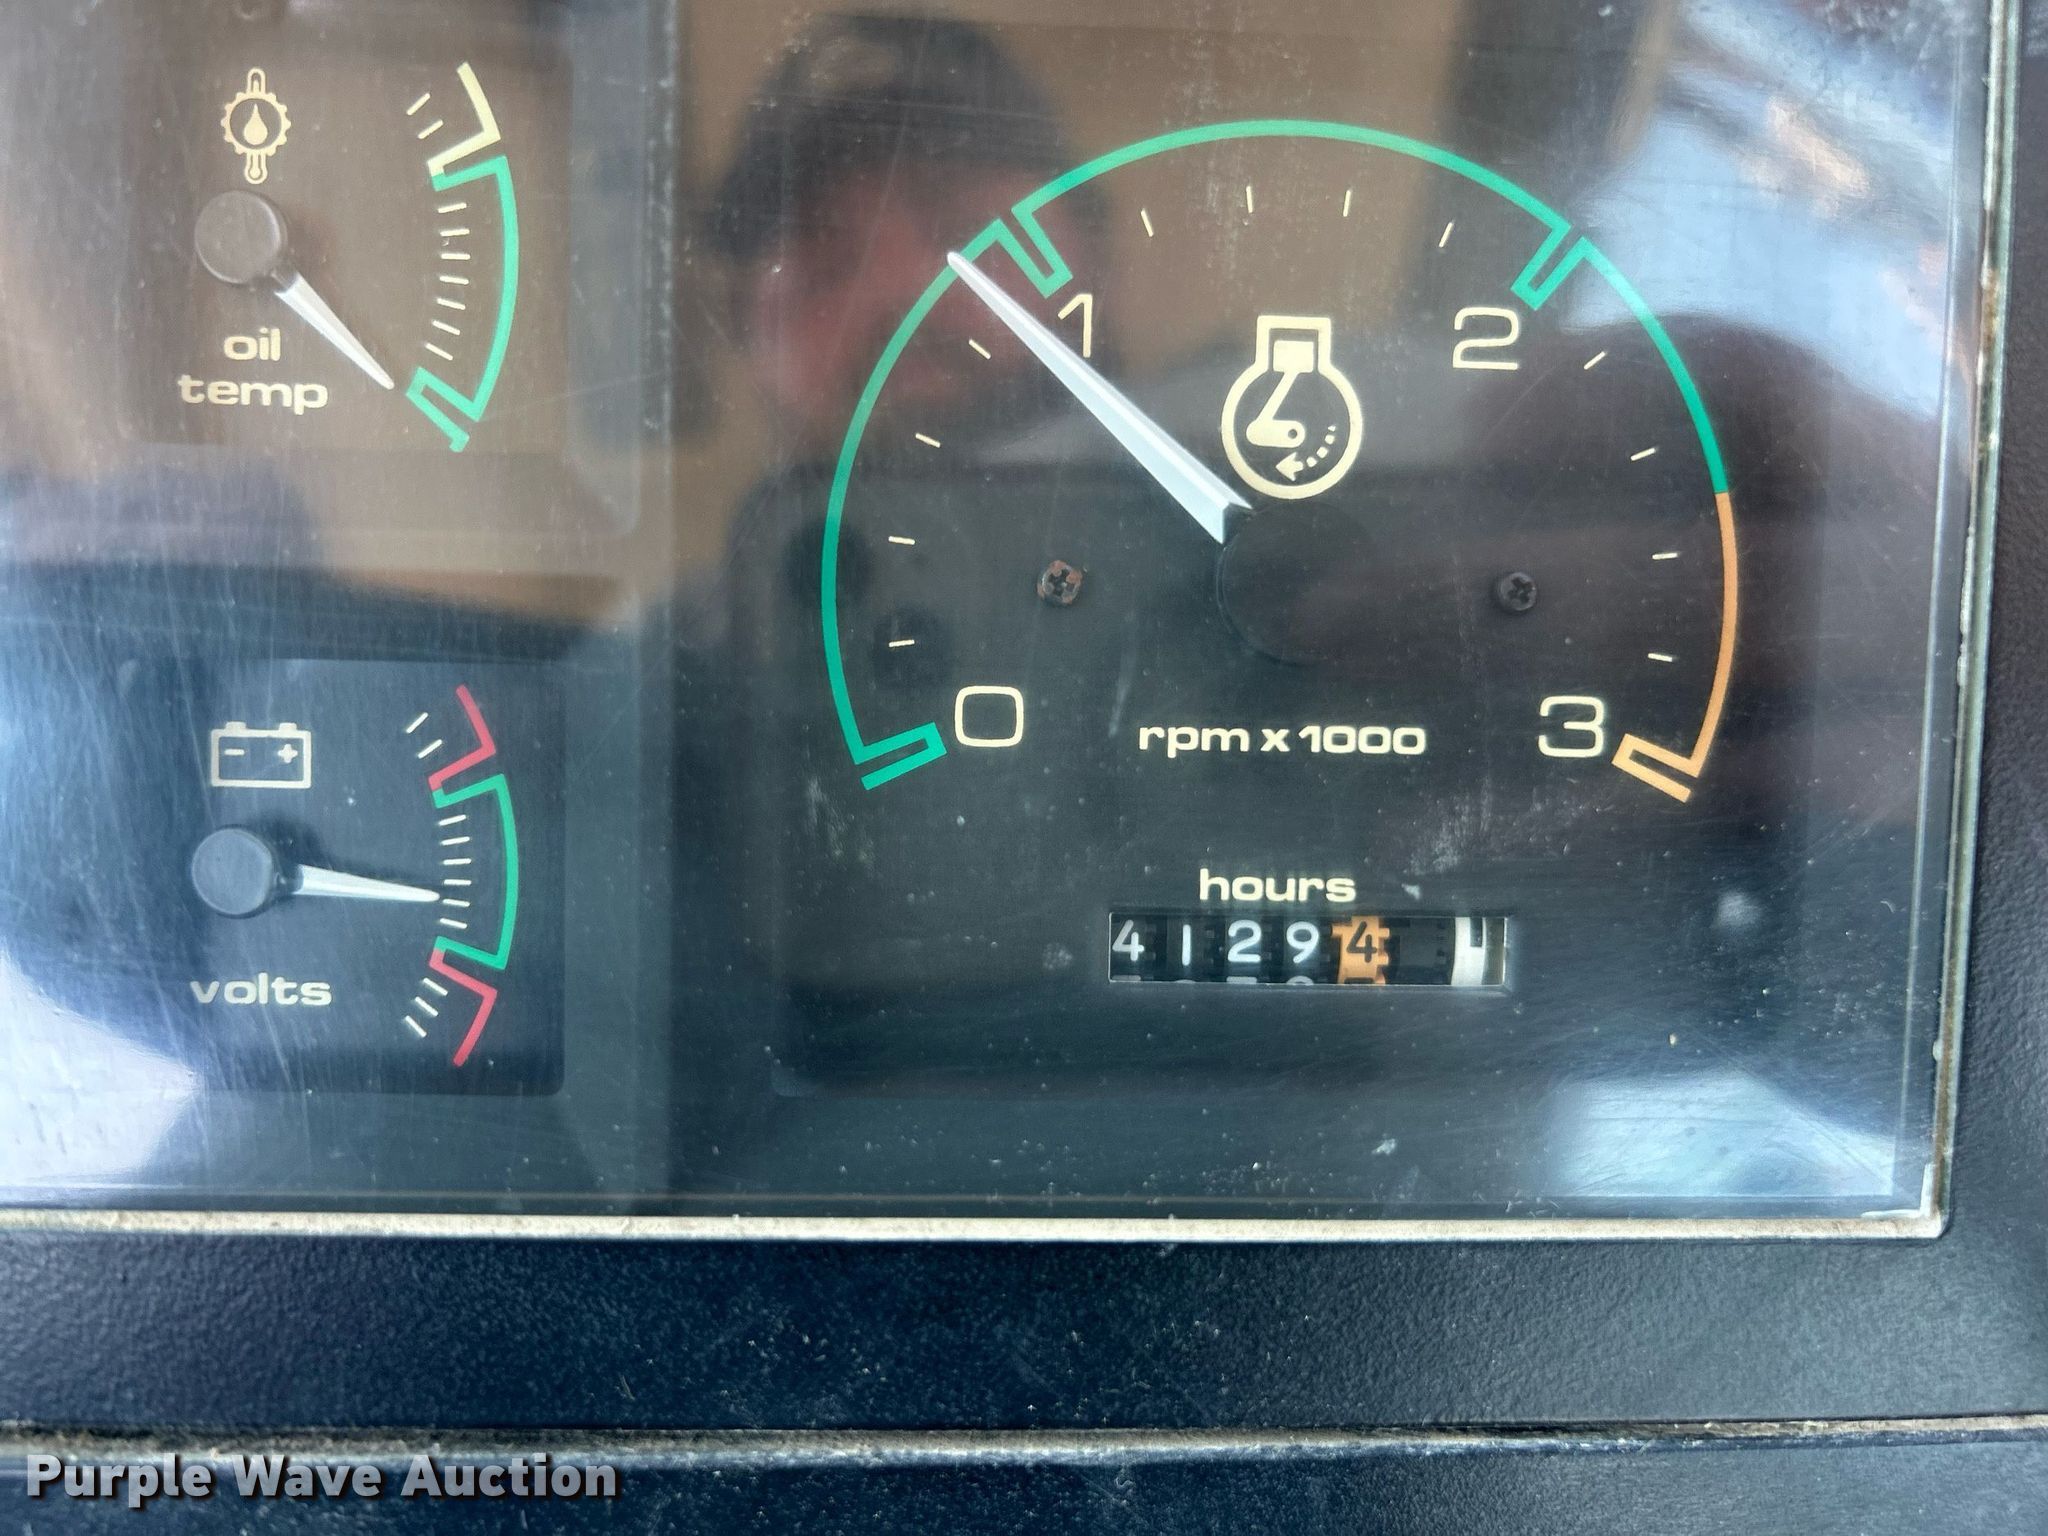 oil
temp
1
2
0
rpm x 1000
3
hours
41294
volts
Purple Wave Auction